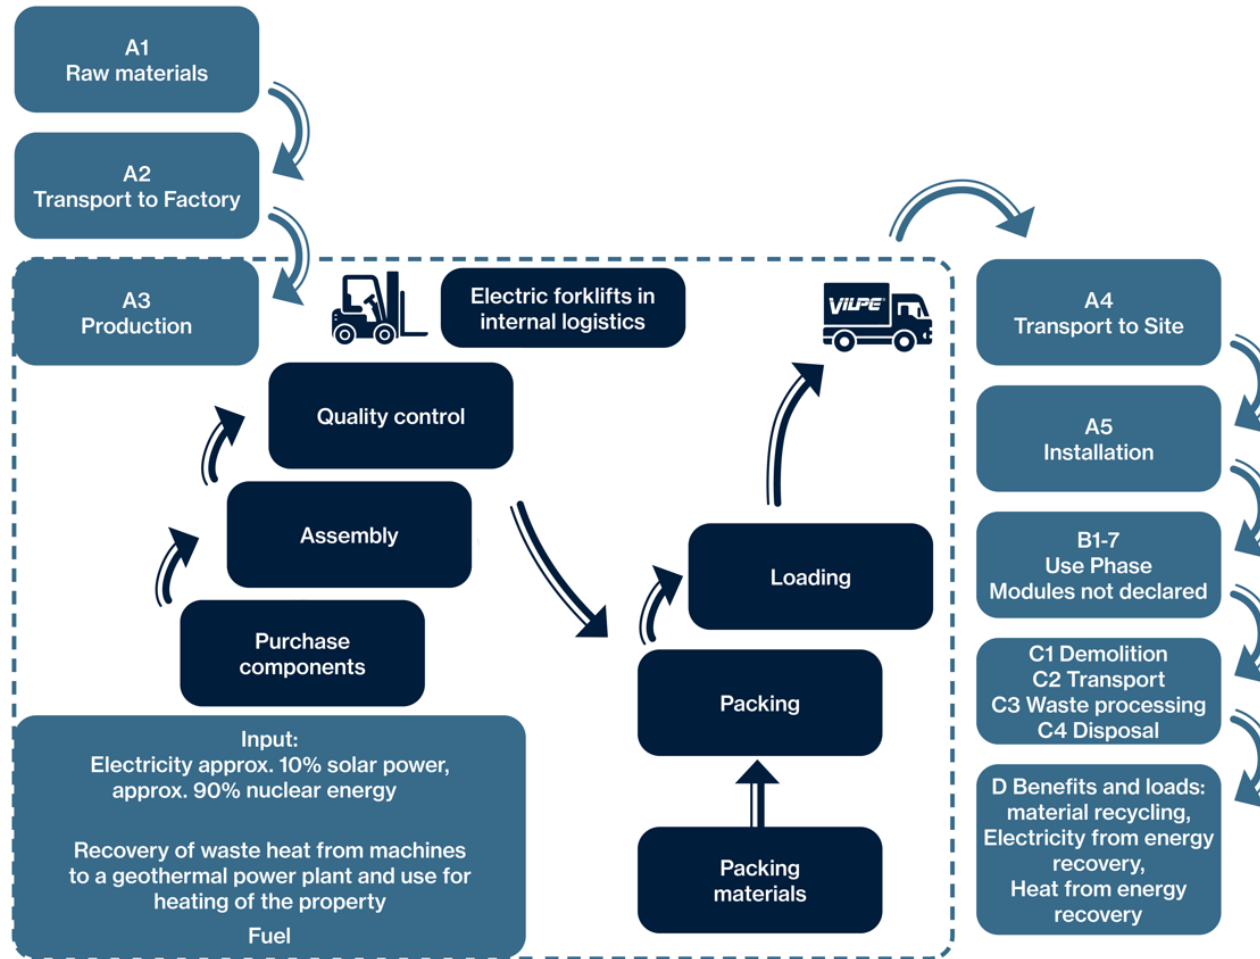 A1
Raw materials
A2
Transport to Factory
A3
Production
Electric forklifts in
internal logistics
VILPE®
Quality control
Assembly
Purchase
components
Input:
Electricity approx. 10% solar power,
approx. 90% nuclear energy
Recovery of waste heat from machines
to a geothermal power plant and use for
heating of the property
Fuel
Loading
Packing
Packing
materials
A4
Transport to Site
A5
Installation
B1-7
Use Phase
Modules not declared
C1 Demolition
C2 Transport
C3 Waste processing
C4 Disposal
D Benefits and loads:
material recycling,
Electricity from energy
recovery,
Heat from energy
recovery